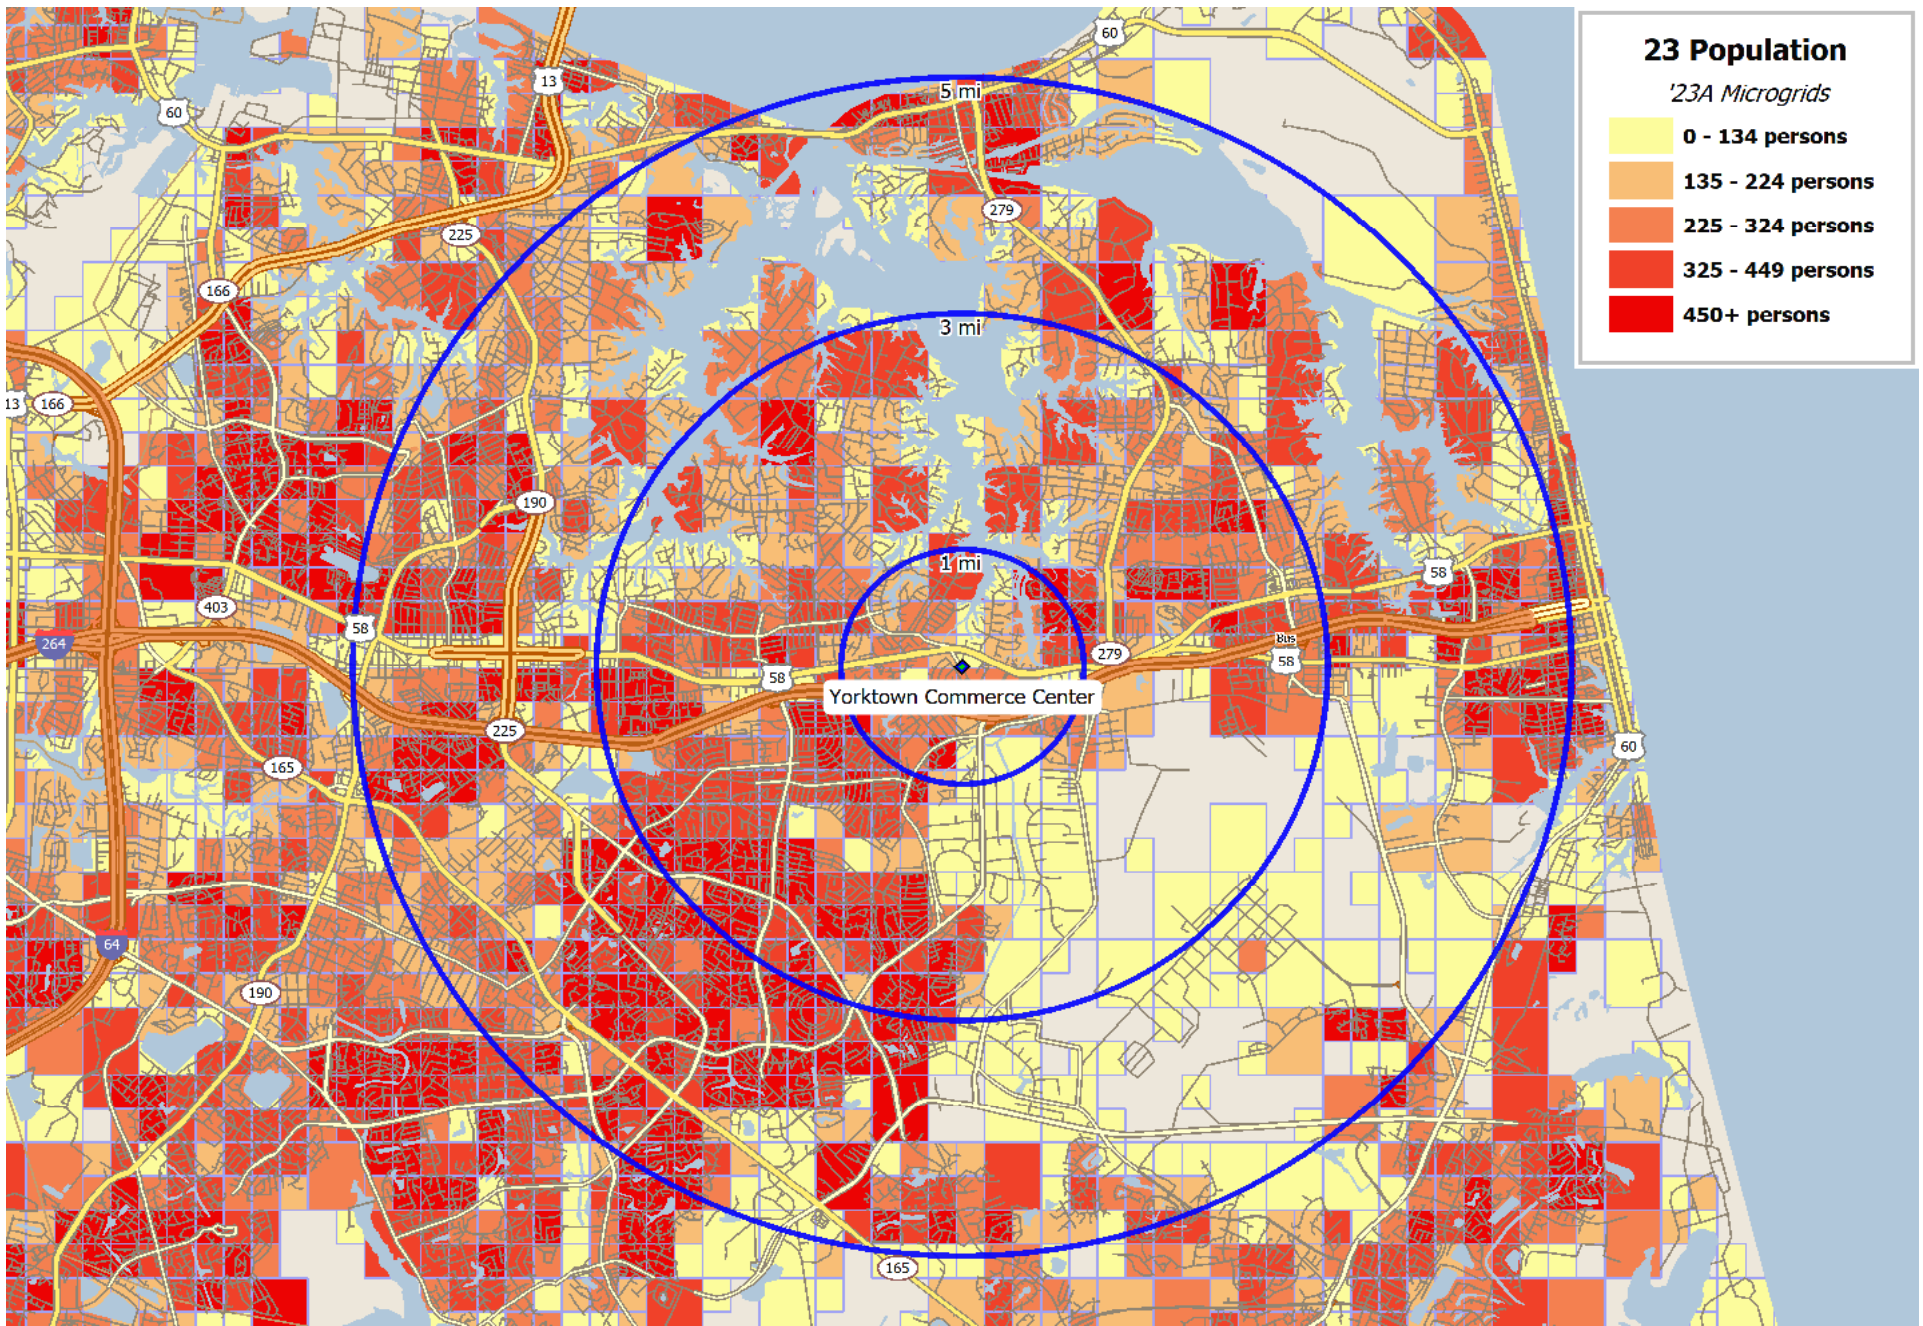 23 Population
'23A Microgrids
0 - 134 persons
135 - 224 persons
225 - 324 persons
325 - 449 persons
450+ persons
60
13
60
5 mi
279
225
166
3 mi
13
166
190
1 mi
58
403
58
264
Bus
58
279
58
Yorktown Commerce Center
225
60
165
64
190
165